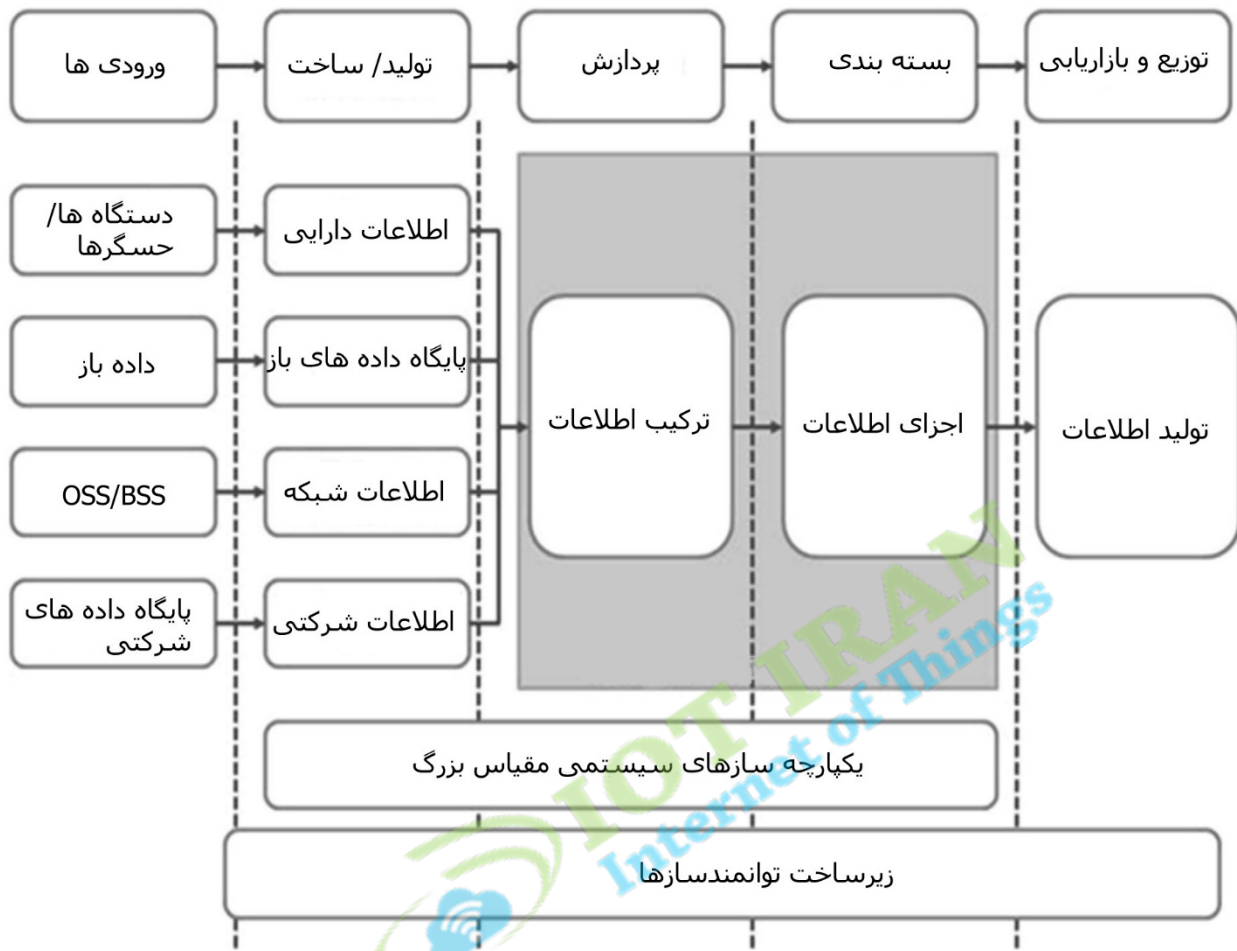 ورودی ها
تولید/ ساخت
پردازش
بسته بندی
توزیع و بازاریابی
دستگاه ها/
حسگرها
اطلاعات دارایی
داده باز
پایگاه داده های باز
OSS/BSS
اطلاعات شبکه
پایگاه داده های
شرکتی
اطلاعات شرکتی
ترکیب اطلاعات
اجزای اطلاعات
تولید اطلاعات
یکپارچه سازهای سیستمی مقیاس بزرگ
زیرساخت توانمندسازها
IOT IRAN
Internet of Things